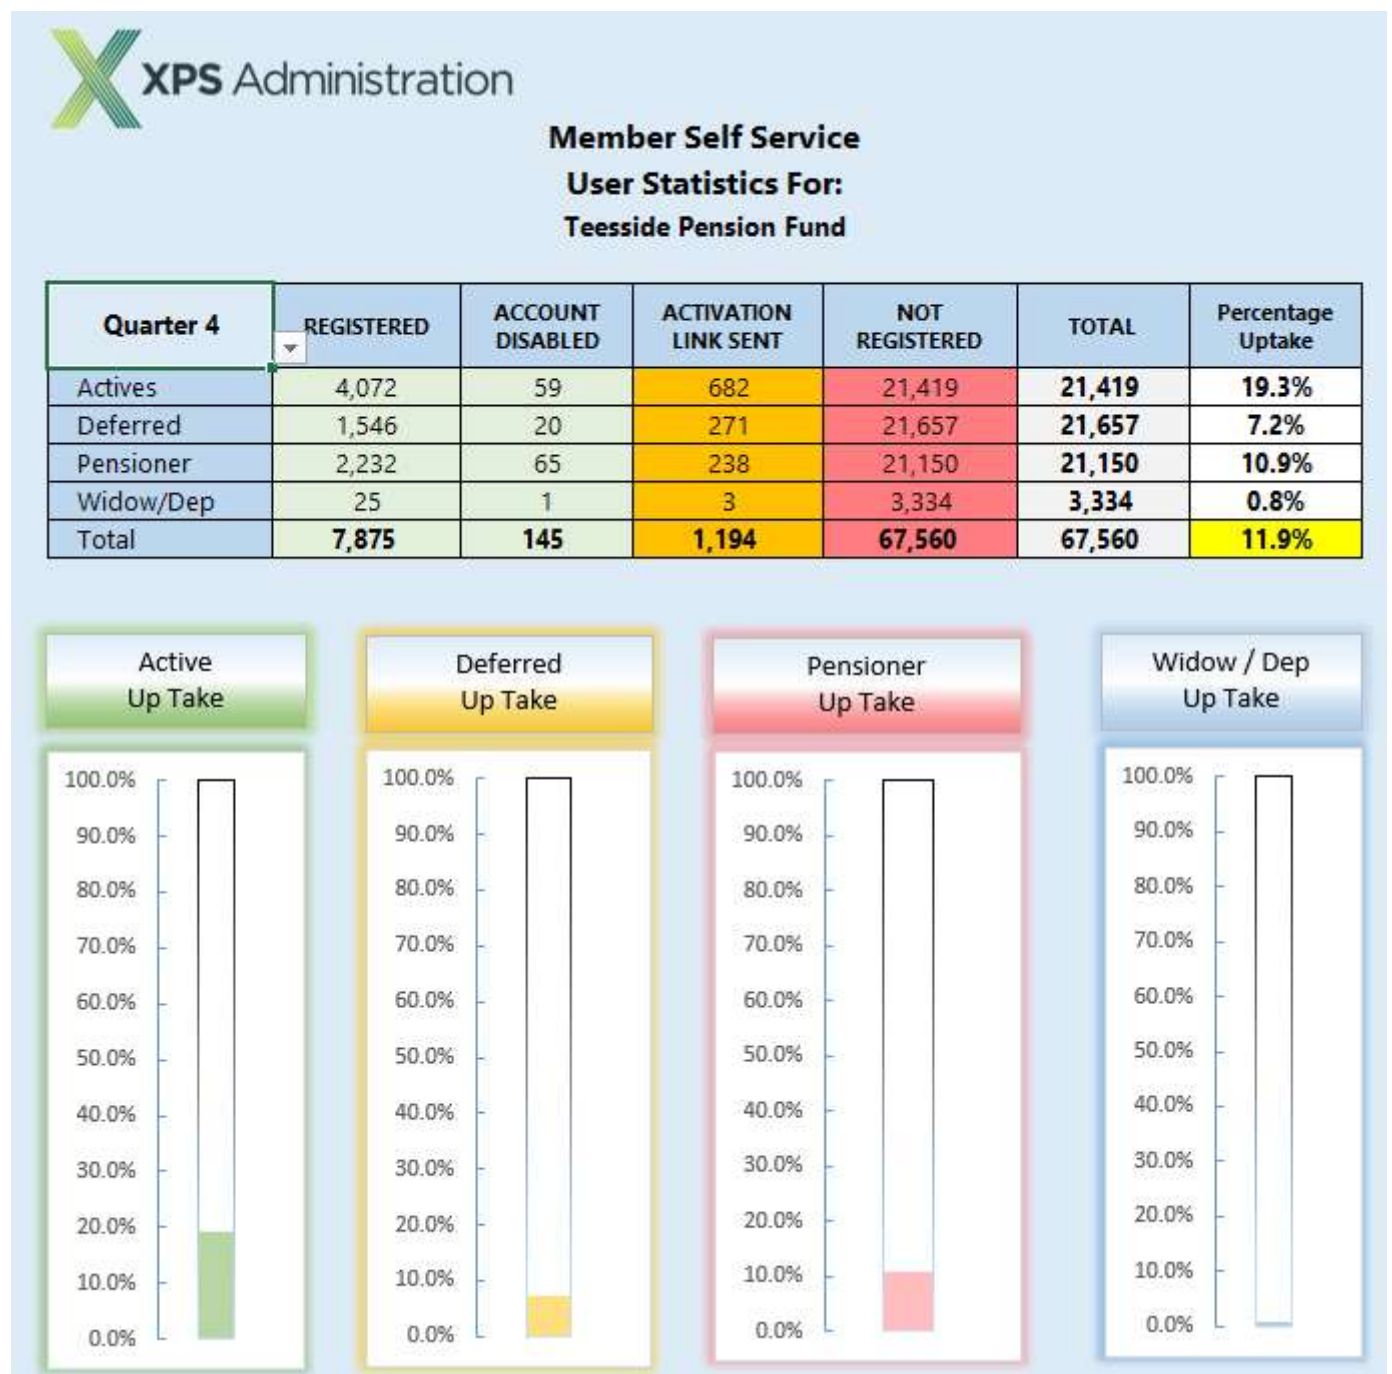 XPS Administration
Member Self Service
User Statistics For:
Teesside Pension Fund
Quarter 4 REGISTERED ACCOUNT DISABLED ACTIVATION LINK SENT NOT REGISTERED TOTAL Percentage Uptake
Actives 4,072 59 682 21,419 21,419 19.3%
Deferred 1,546 20 271 21,657 21,657 7.2%
Pensioner 2,232 65 238 21,150 21,150 10.9%
Widow/Dep 25 1 3 3,334 3,334 0.8%
Total 7,875 145 1,194 67,560 67,560 11.9%
Active
Up Take
100.0%
90.0%
80.0%
70.0%
60.0%
50.0%
40.0%
30.0%
20.0%
10.0%
0.0%
Deferred
Up Take
100.0%
90.0%
80.0%
70.0%
60.0%
50.0%
40.0%
30.0%
20.0%
10.0%
0.0%
Pensioner
Up Take
100.0%
90.0%
80.0%
70.0%
60.0%
50.0%
40.0%
30.0%
20.0%
10.0%
0.0%
Widow / Dep
Up Take
100.0%
90.0%
80.0%
70.0%
60.0%
50.0%
40.0%
30.0%
20.0%
10.0%
0.0%